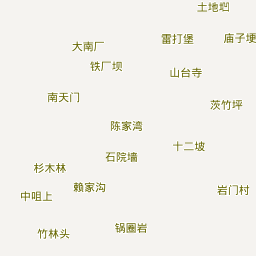 土地垇
雷打堡
庙子埂
大南厂
铁厂坝
山台寺
南天门
茨竹坪
陈家湾
十二坡
石院墙
杉木林
赖家沟
岩门村
中咀上
锅圈岩
竹林头